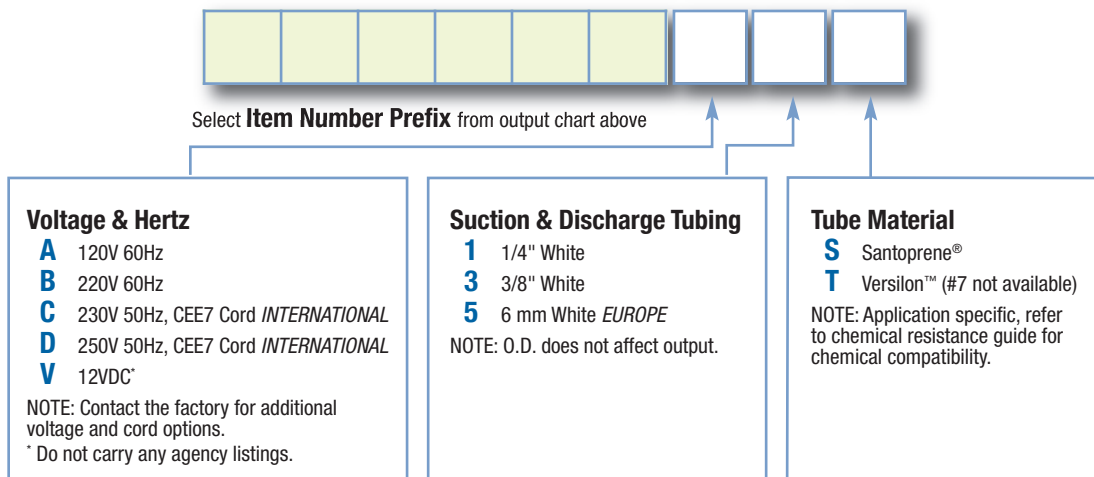 Select Item Number Prefix from output chart above
Voltage & Hertz
A 120V 60Hz
B 220V 60Hz
C 230V 50Hz, CEE7 Cord INTERNATIONAL
D 250V 50Hz, CEE7 Cord INTERNATIONAL
V 12VDC*
NOTE: Contact the factory for additional
voltage and cord options.
* Do not carry any agency listings.
Suction & Discharge Tubing
1 1/4" White
3 3/8" White
5 6 mm White EUROPE
NOTE: O.D. does not affect output.
Tube Material
S Santoprene®
T Versilon™ (#7 not available)
NOTE: Application specific, refer
to chemical resistance guide for
chemical compatibility.